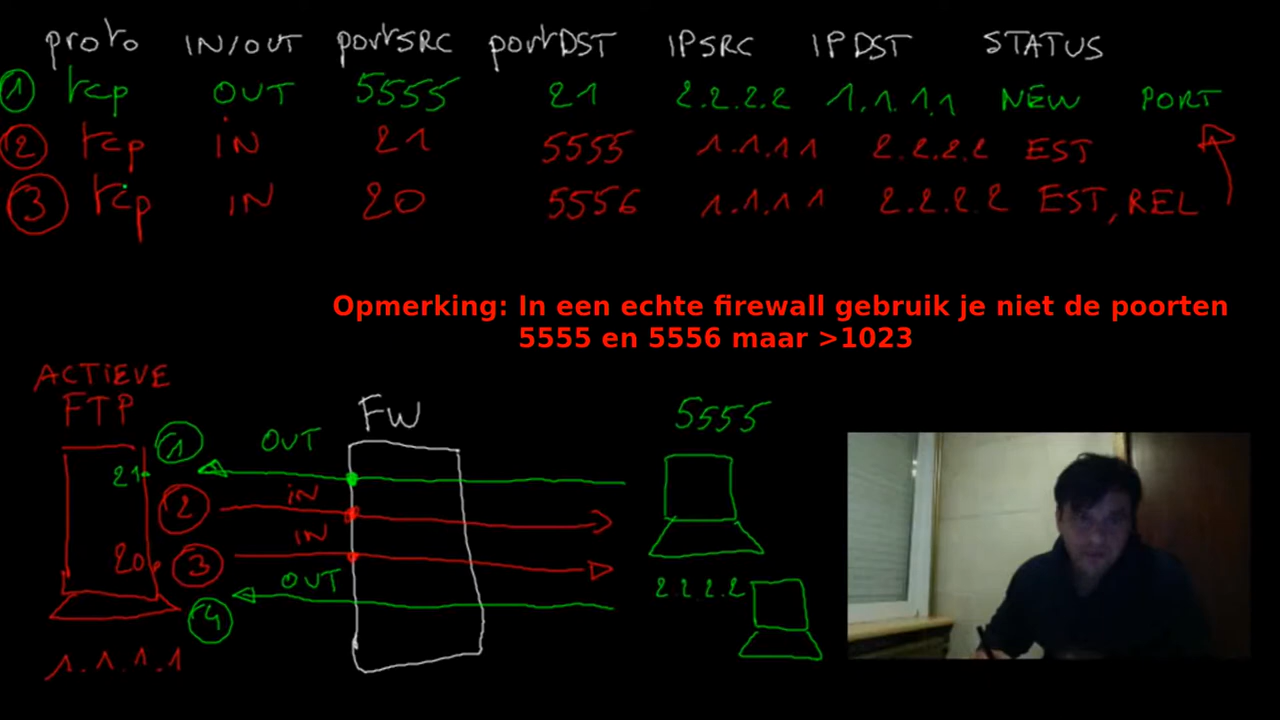 proto IN/OUT portSRC portDST IPSRC IPDST STATUS
1 tcp OUT 5555 21 2.2.2.2 1.1.1.1 NEW PORT
2 tcp iN 21 5555 1.1.1.1 2.2.2.2 EST
3 tcp iN 20 5556 1.1.1.1 2.2.2.2 EST, REL
Opmerking: In een echte firewall gebruik je niet de poorten
5555 en 5556 maar >1023
ACTiEVE
FTP
FW
5555
1 OUT
21
2 iN
iN
20 3
OUT
2.2.2.2
4
1.1.1.1